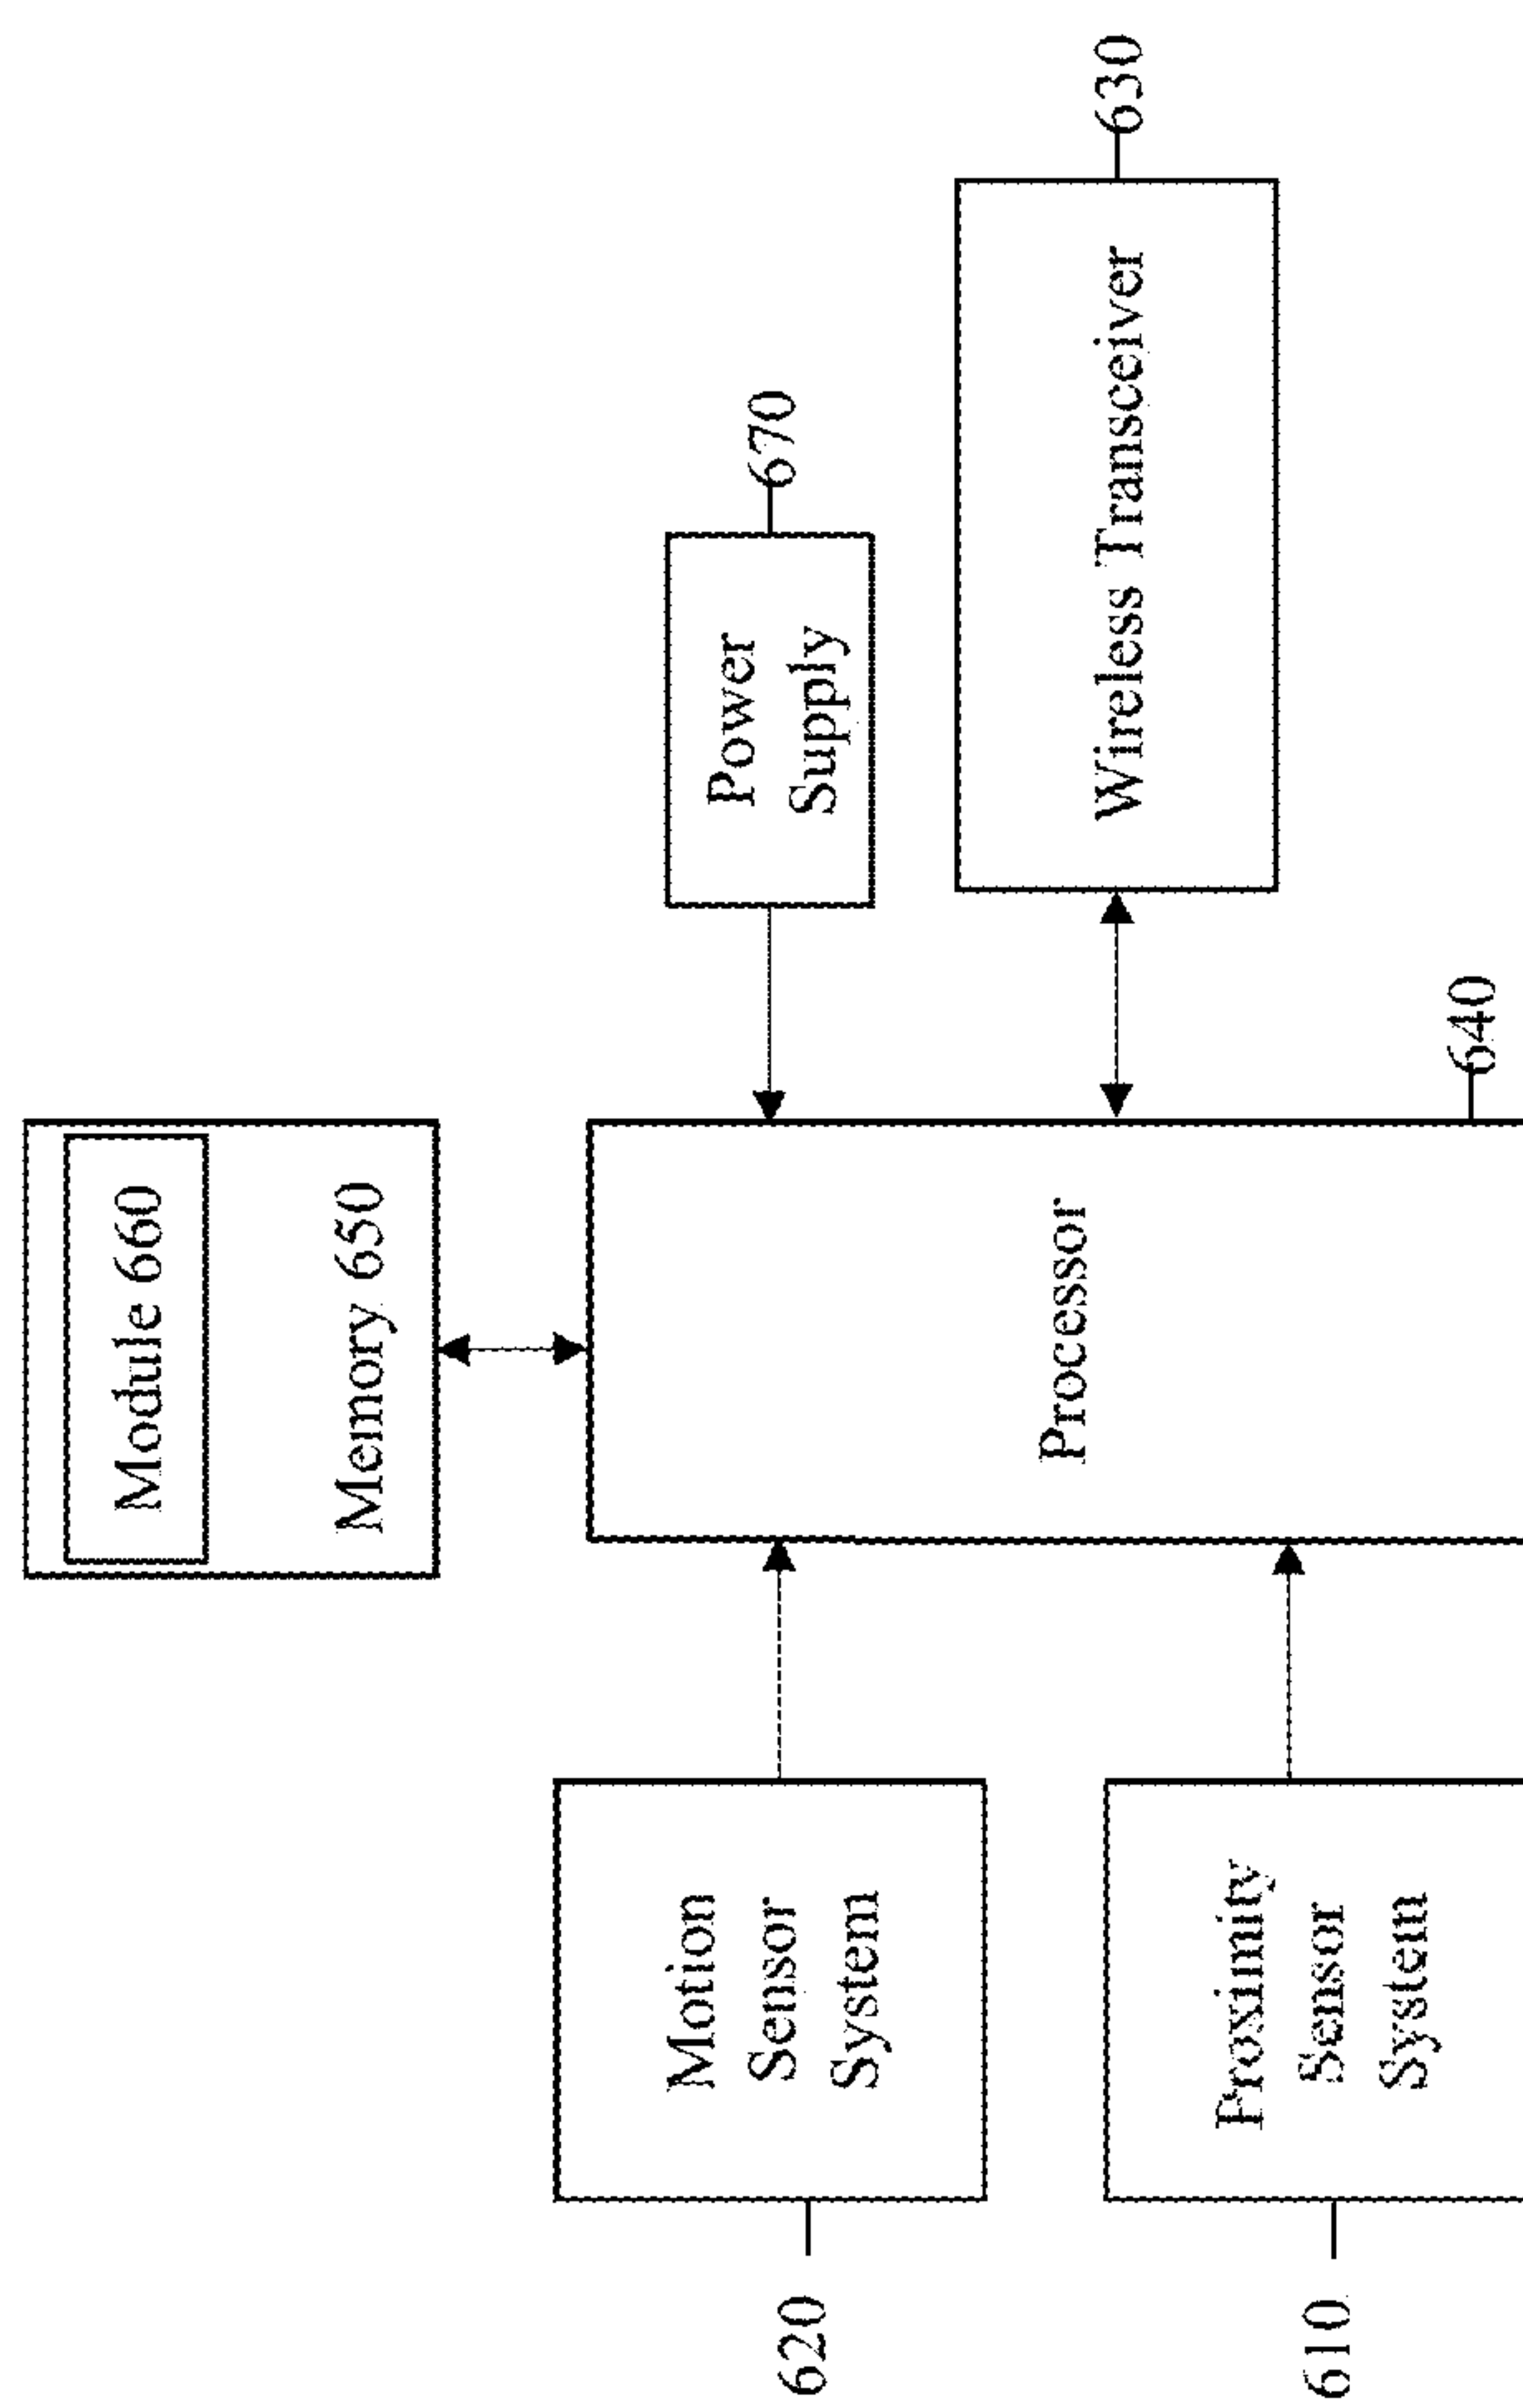 Module 660
Memory 650
Power
Supply
670
Motion
Sensor
System
620
Processor
640
Wireless Transceiver
630
Proximity
Sensor
System
610